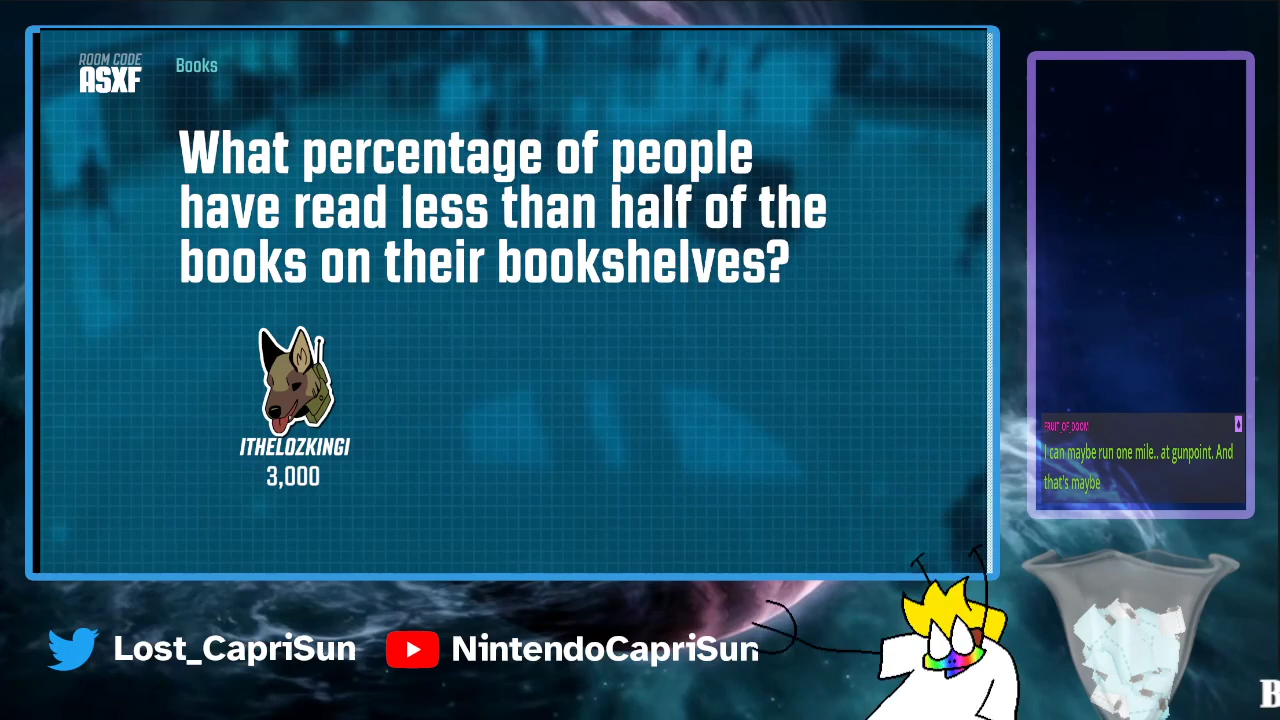 ROOM CODE
ASXF
Books
What percentage of people
have read less than half of the
books on their bookshelves?
ITHELOZKINGI
3,000
FRUIT_OF_DOOM
I can maybe run one mile.. at gunpoint. And
that's maybe
Lost_CapriSun
NintendoCapriSun
B